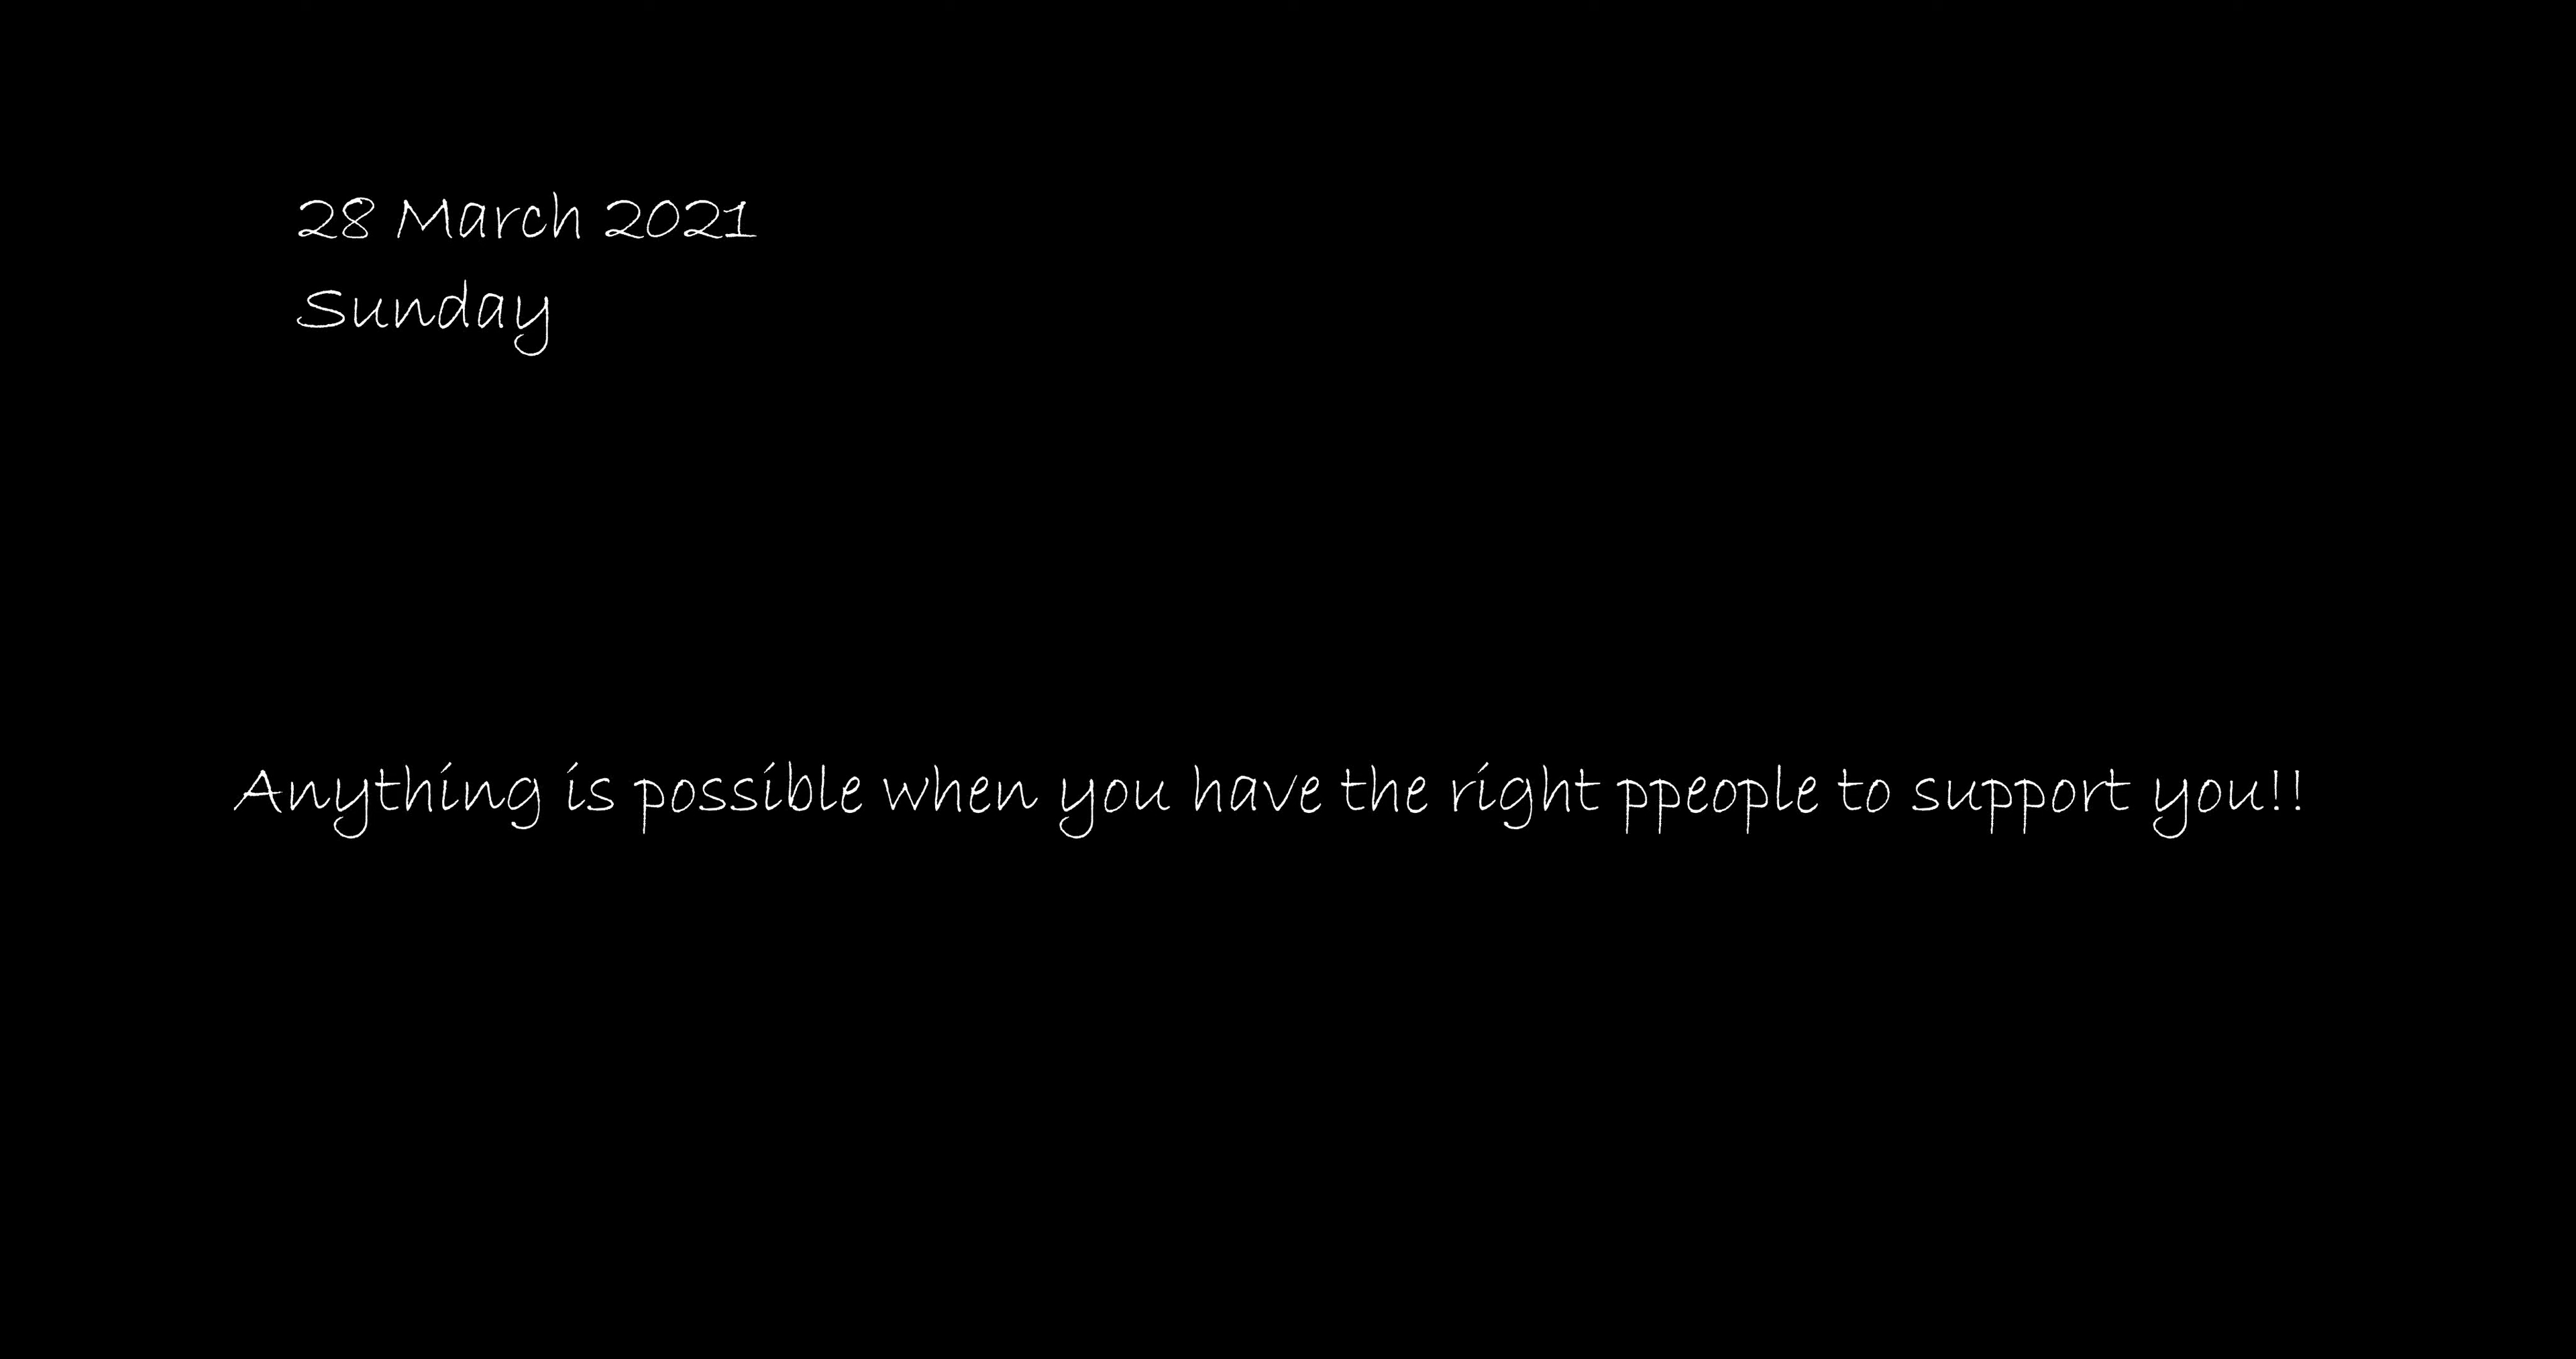 28 March 2021
Sunday
Anything is possible when you have the right ppeople to support you!!